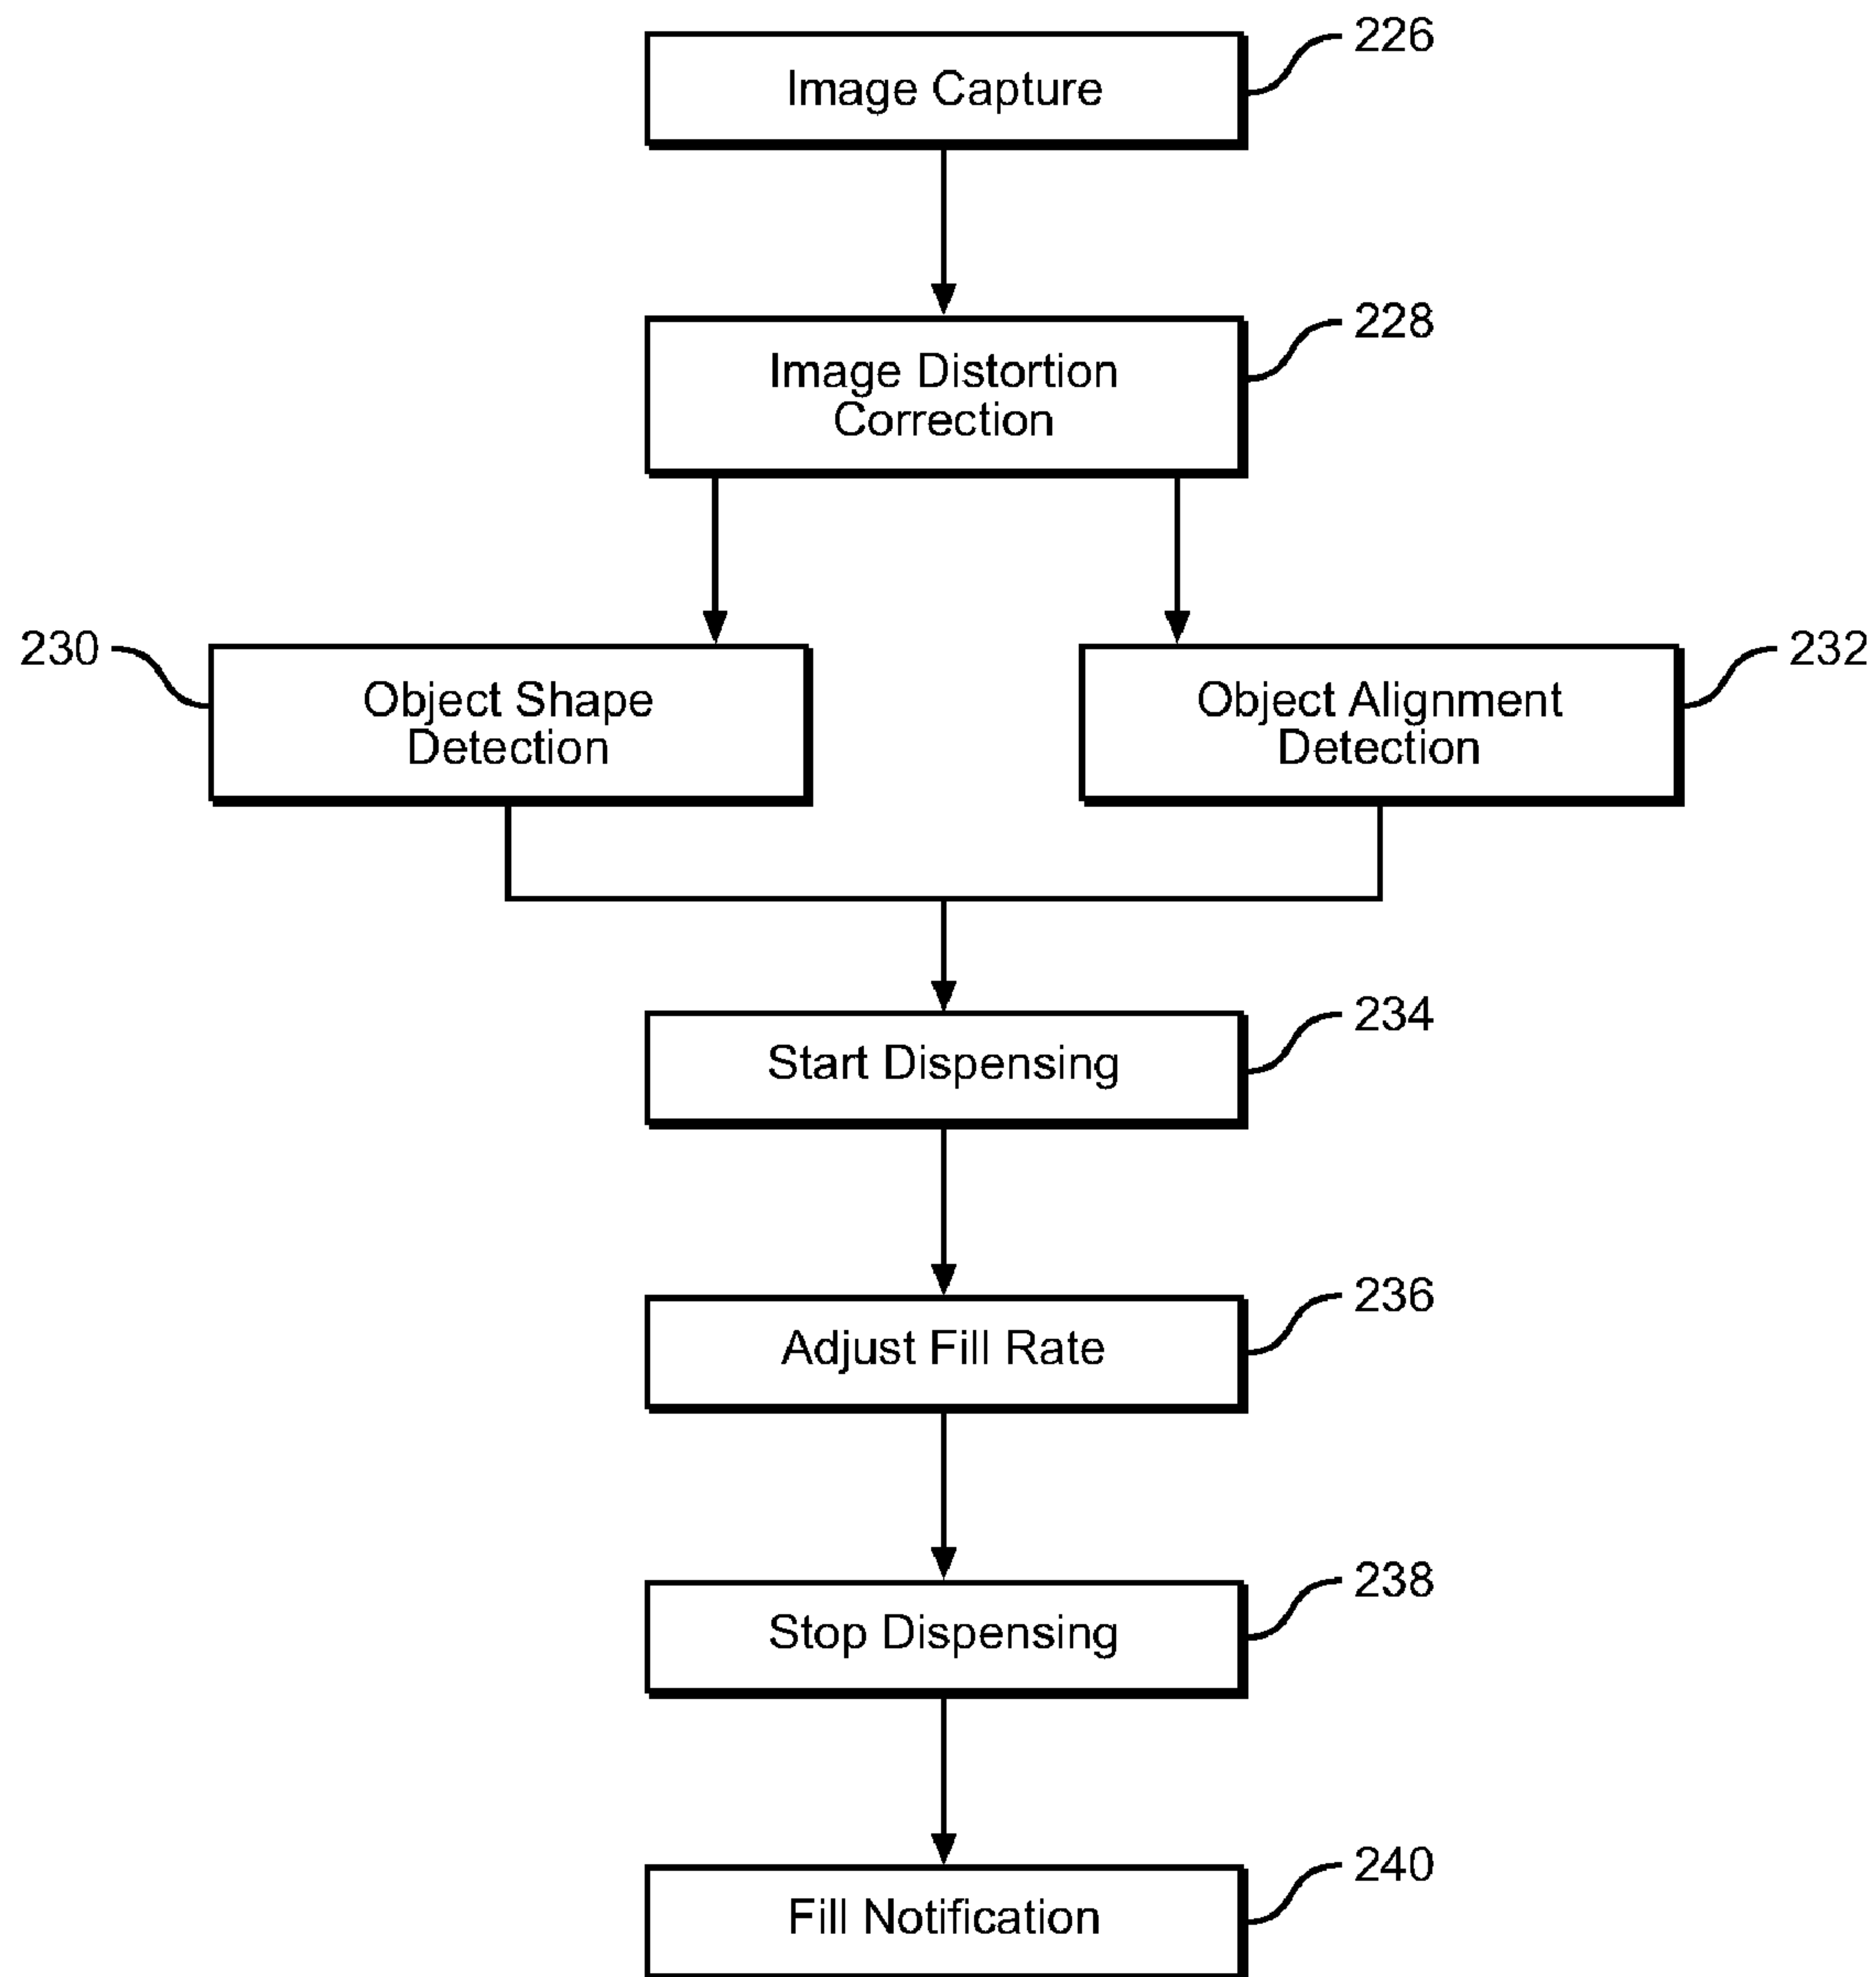 226
Image Capture
228
Image Distortion
Correction
230
Object Shape
Detection
232
Object Alignment
Detection
234
Start Dispensing
236
Adjust Fill Rate
238
Stop Dispensing
240
Fill Notification